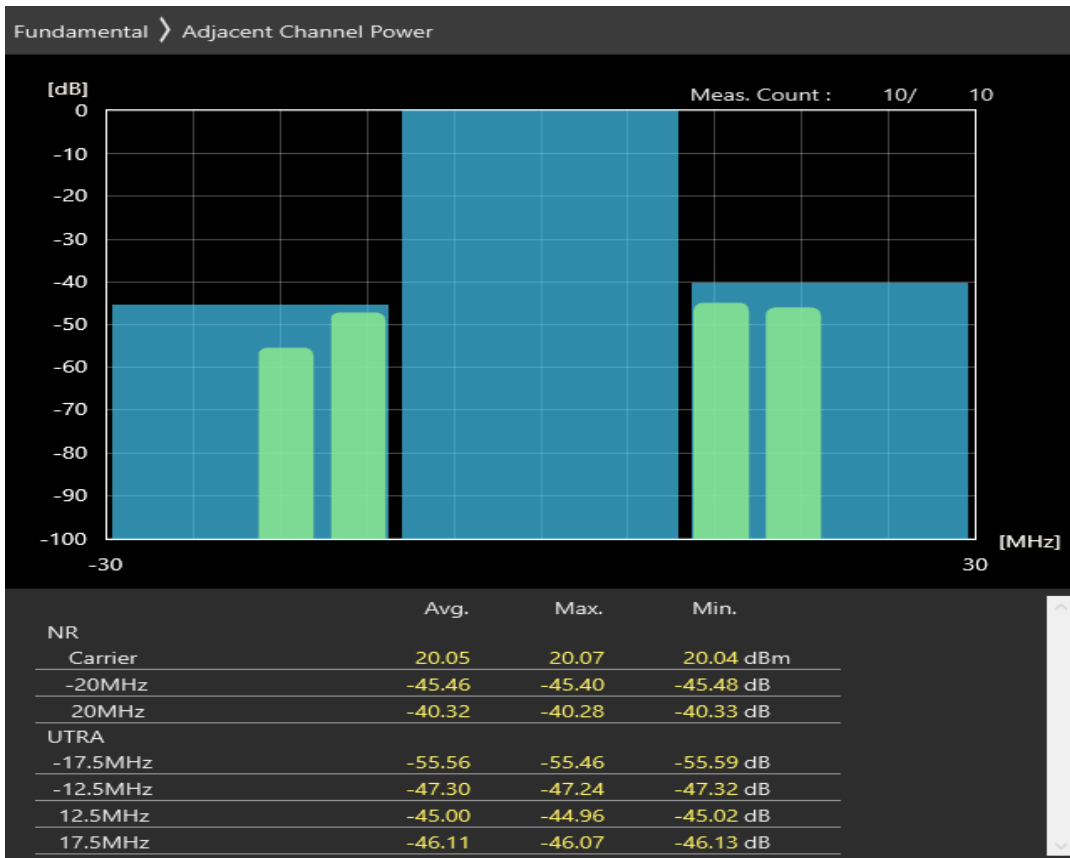 Fundamental 〉 Adjacent Channel Power
[dB]
Meas. Count : 10/ 10
0
-10
-20
-30
-40
-50
-60
-70
-80
-90
-100
[MHz]
-30 30
Avg. Max. Min.
NR
Carrier 20.05 20.07 20.04 dBm
-20MHz -45.46 -45.40 -45.48 dB
20MHz -40.32 -40.28 -40.33 dB
UTRA
-17.5MHz -55.56 -55.46 -55.59 dB
-12.5MHz -47.30 -47.24 -47.32 dB
12.5MHz -45.00 -44.96 -45.02 dB
17.5MHz -46.11 -46.07 -46.13 dB